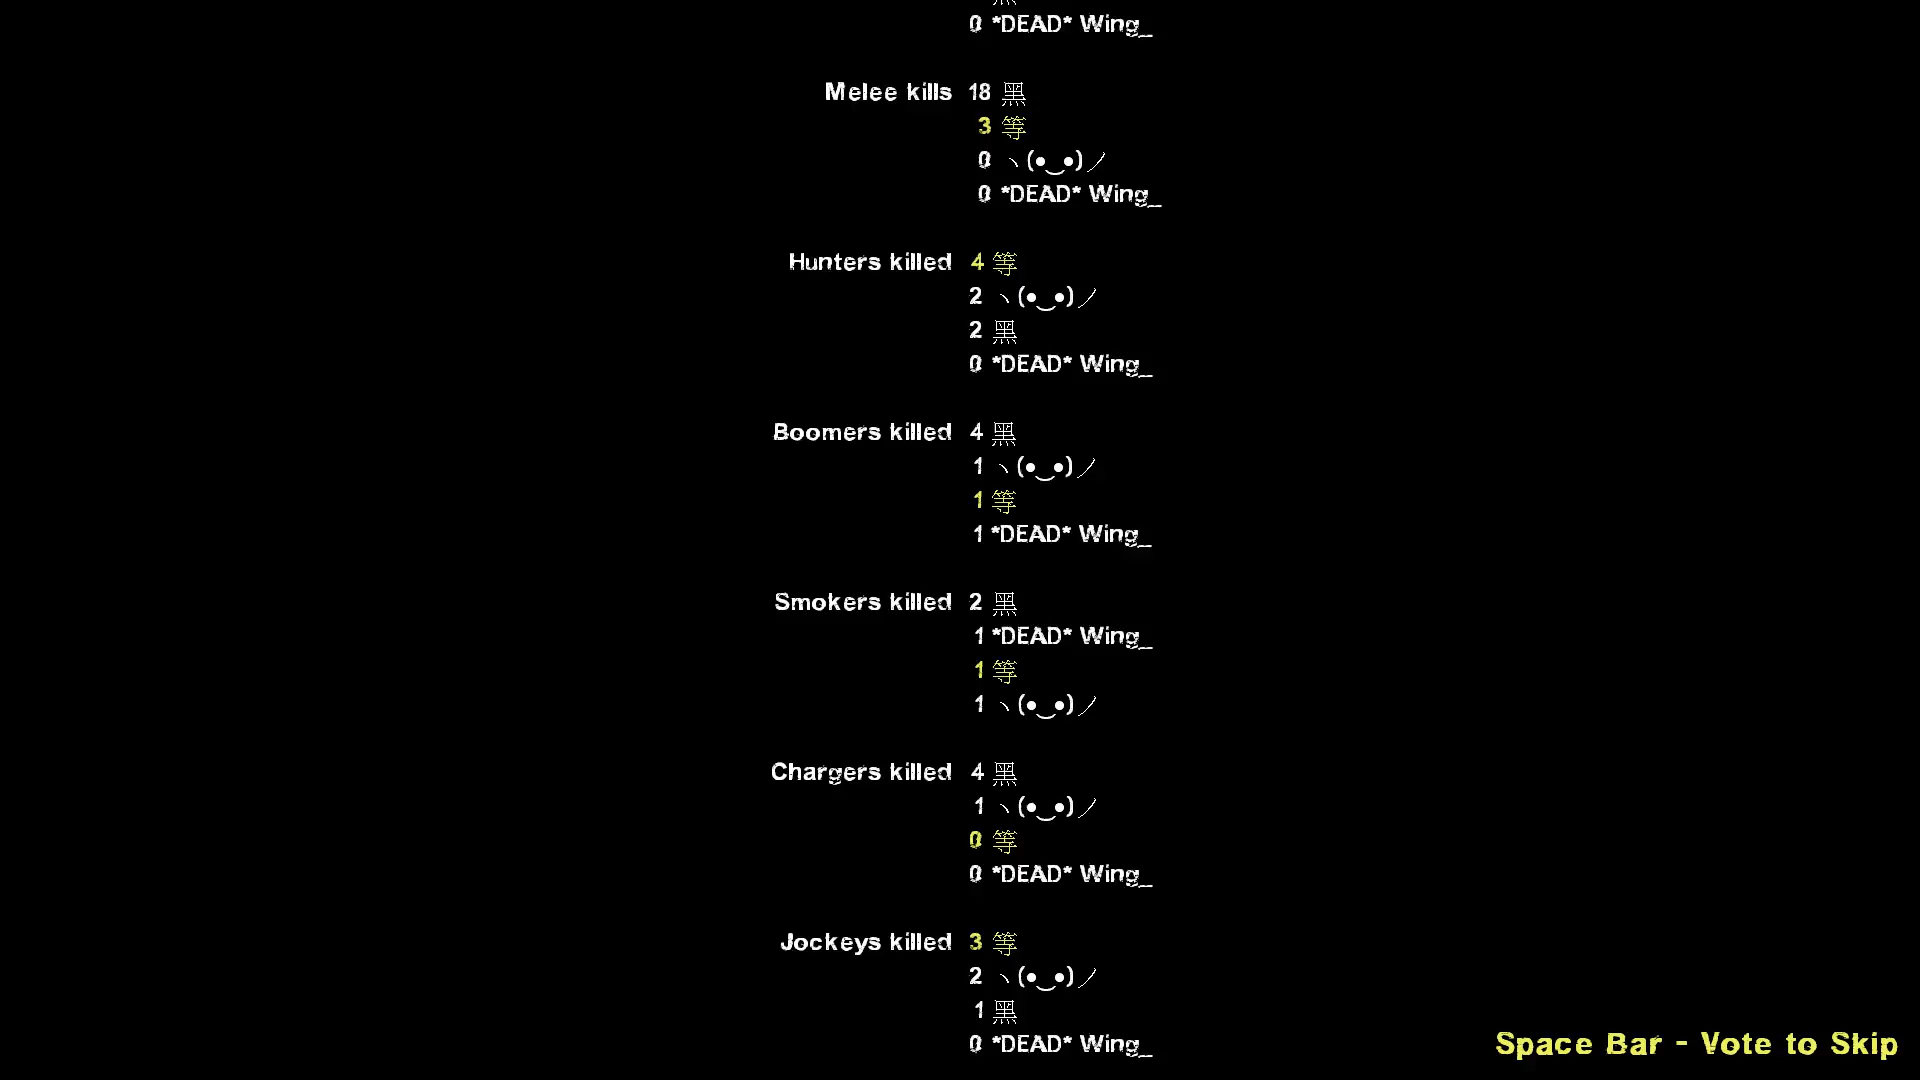 0 *DEAD* Wing_
Melee kills 18 黑
3 等
0 ヽ(•‿•)ノ
0 *DEAD* Wing_
Hunters killed 4 等
2 ヽ(•‿•)ノ
2 黑
0 *DEAD* Wing_
Boomers killed 4 黑
1 ヽ(•‿•)ノ
1 等
1 *DEAD* Wing_
Smokers killed 2 黑
1 *DEAD* Wing_
1 等
1 ヽ(•‿•)ノ
Chargers killed 4 黑
1 ヽ(•‿•)ノ
0 等
0 *DEAD* Wing_
Jockeys killed 3 等
2 ヽ(•‿•)ノ
1 黑
0 *DEAD* Wing_
Space Bar - Vote to Skip